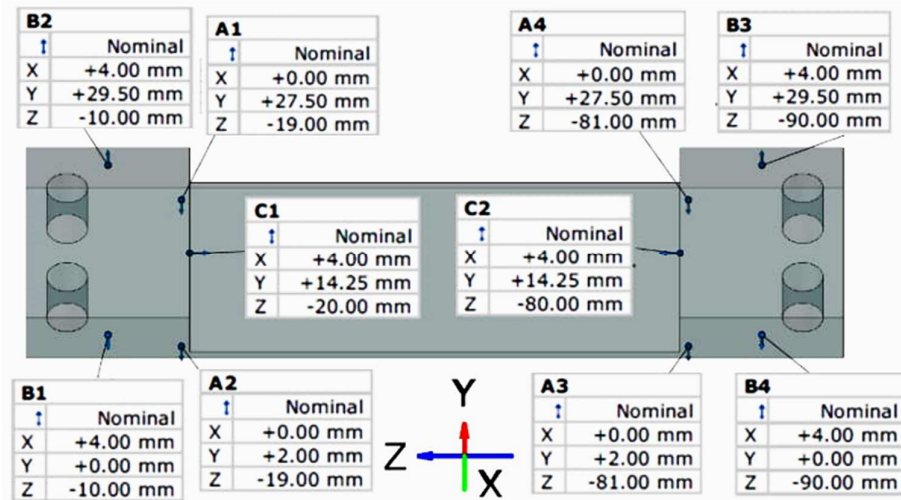 B2
Nominal
X +4.00 mm
Y +29.50 mm
Z -10.00 mm
A1
Nominal
X +0.00 mm
Y +27.50 mm
Z -19.00 mm
A4
Nominal
X +0.00 mm
Y +27.50 mm
Z -81.00 mm
B3
Nominal
X +4.00 mm
Y +29.50 mm
Z -90.00 mm
C1
Nominal
X +4.00 mm
Y +14.25 mm
Z -20.00 mm
C2
Nominal
X +4.00 mm
Y +14.25 mm
Z -80.00 mm
B1
Nominal
X +4.00 mm
Y +0.00 mm
Z -10.00 mm
A2
Nominal
X +0.00 mm
Y +2.00 mm
Z -19.00 mm
Y
Z
X
A3
Nominal
X +0.00 mm
Y +2.00 mm
Z -81.00 mm
B4
Nominal
X +4.00 mm
Y +0.00 mm
Z -90.00 mm